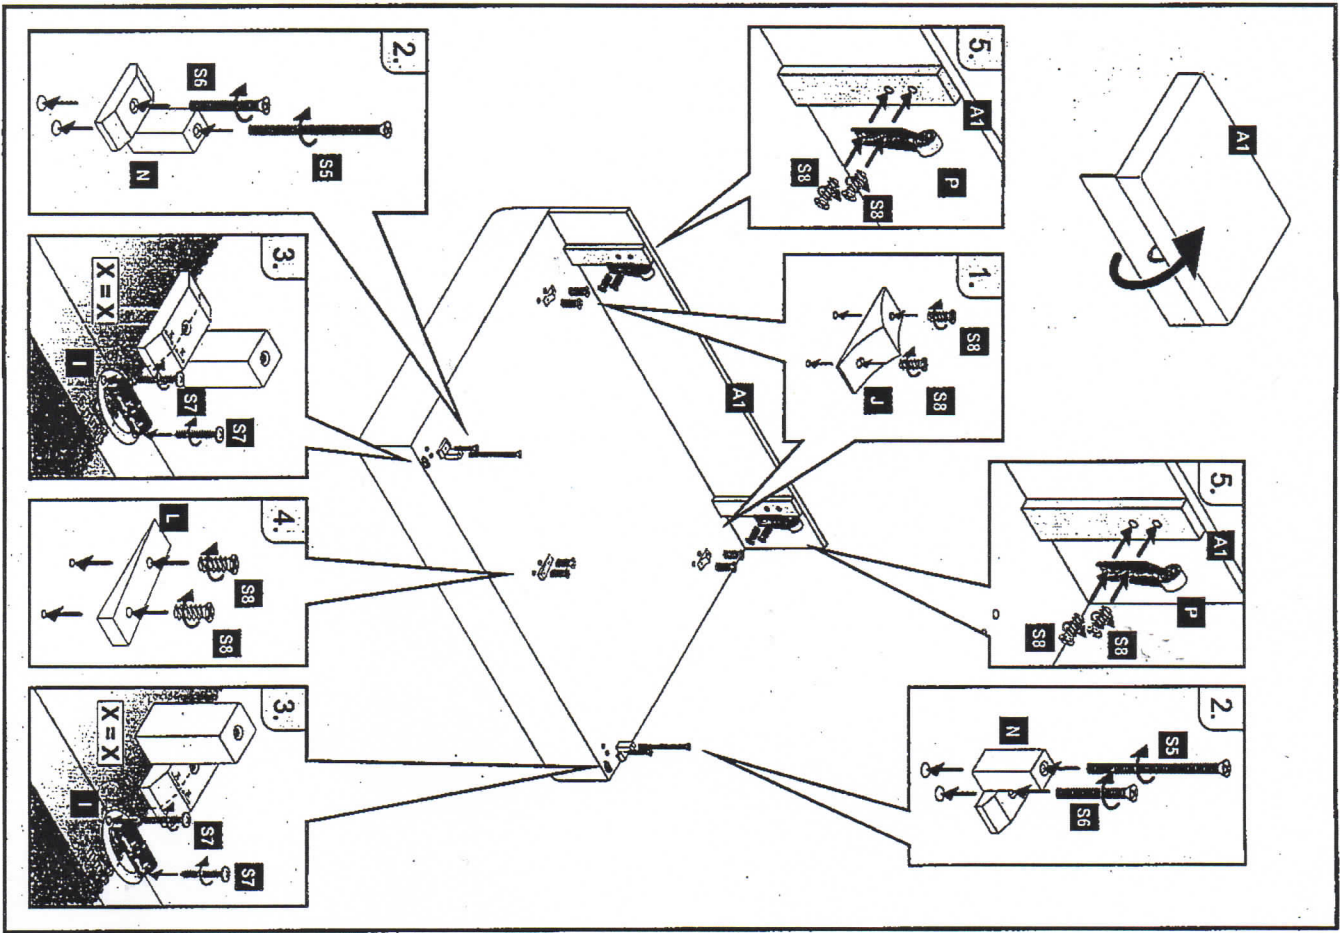 A1
5.
A1
P
S8
S8
1.
S8
S8
J
5.
A1
P
S8
S8
2.
S5
S6
N
A1
2.
S5
S6
N
3.
S7
S7
I
X = X
4.
S8
S8
L
3.
S7
S7
I
X = X